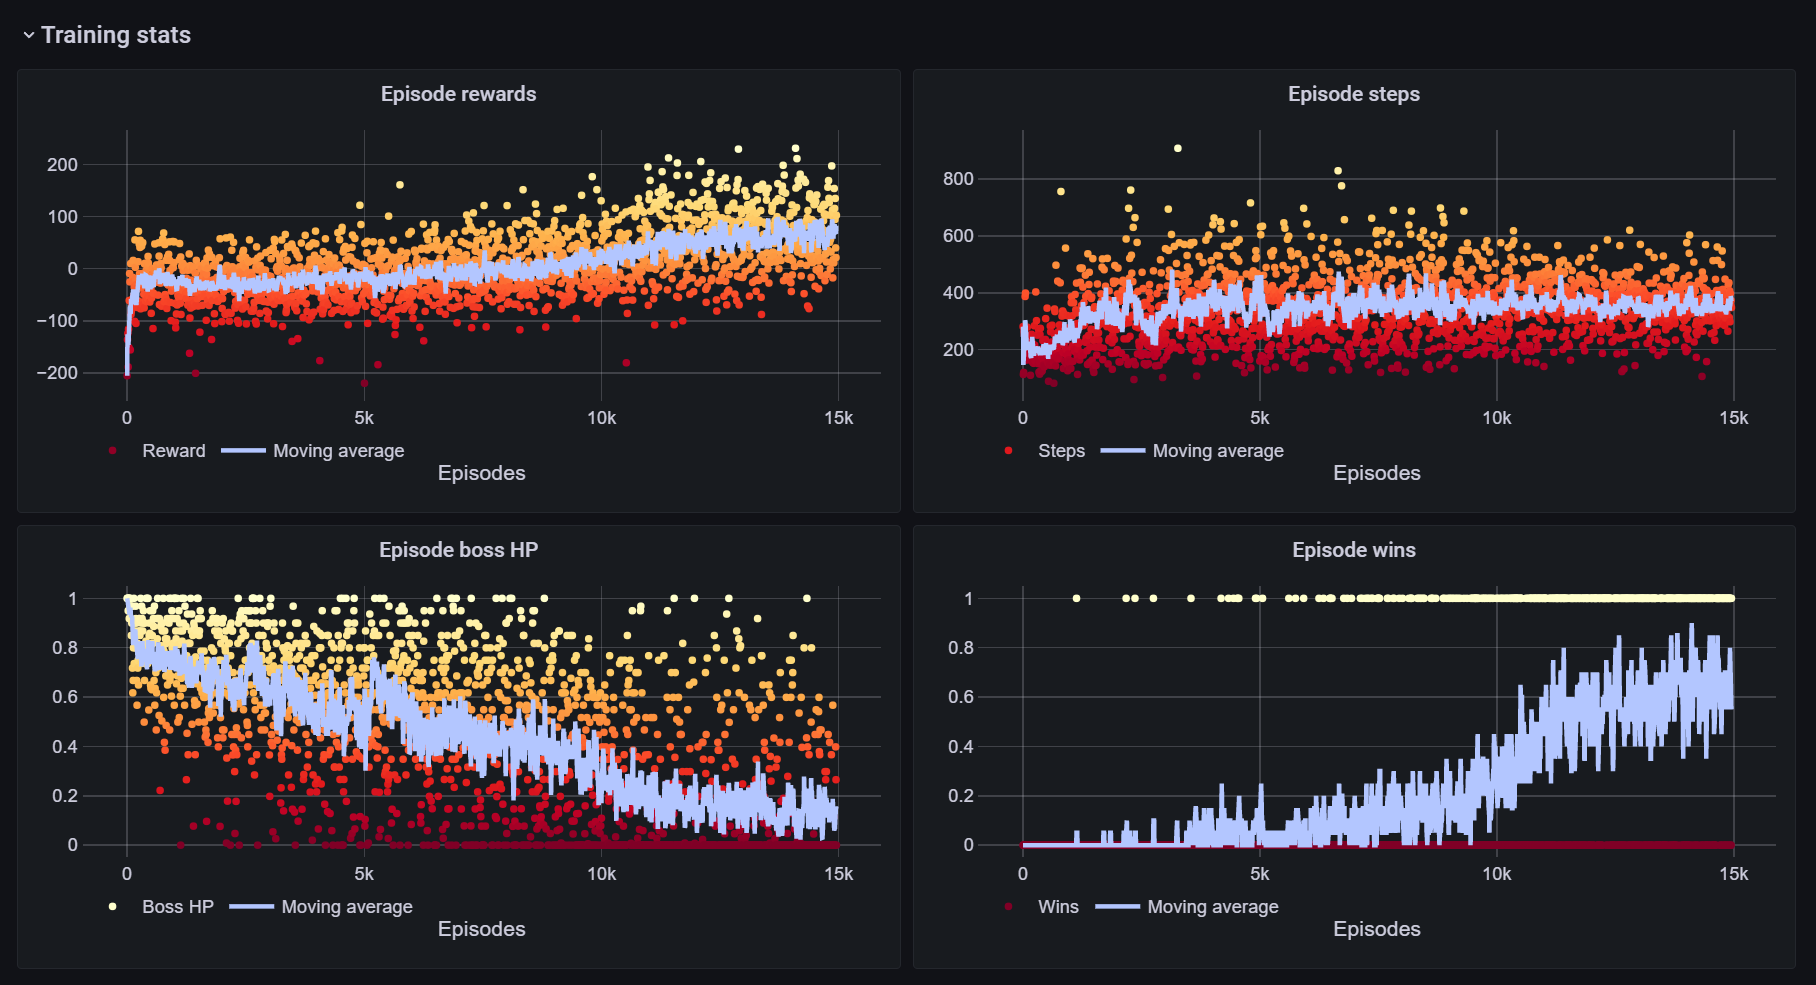 Training stats
Episode rewards
200
100
0
−100
−200
0 5k 10k 15k
Reward Moving average
Episodes
Episode steps
800
600
400
200
0 5k 10k 15k
Steps Moving average
Episodes
Episode boss HP
1
0.8
0.6
0.4
0.2
0
0 5k 10k 15k
Boss HP Moving average
Episodes
Episode wins
1
0.8
0.6
0.4
0.2
0
0 5k 10k 15k
Wins Moving average
Episodes